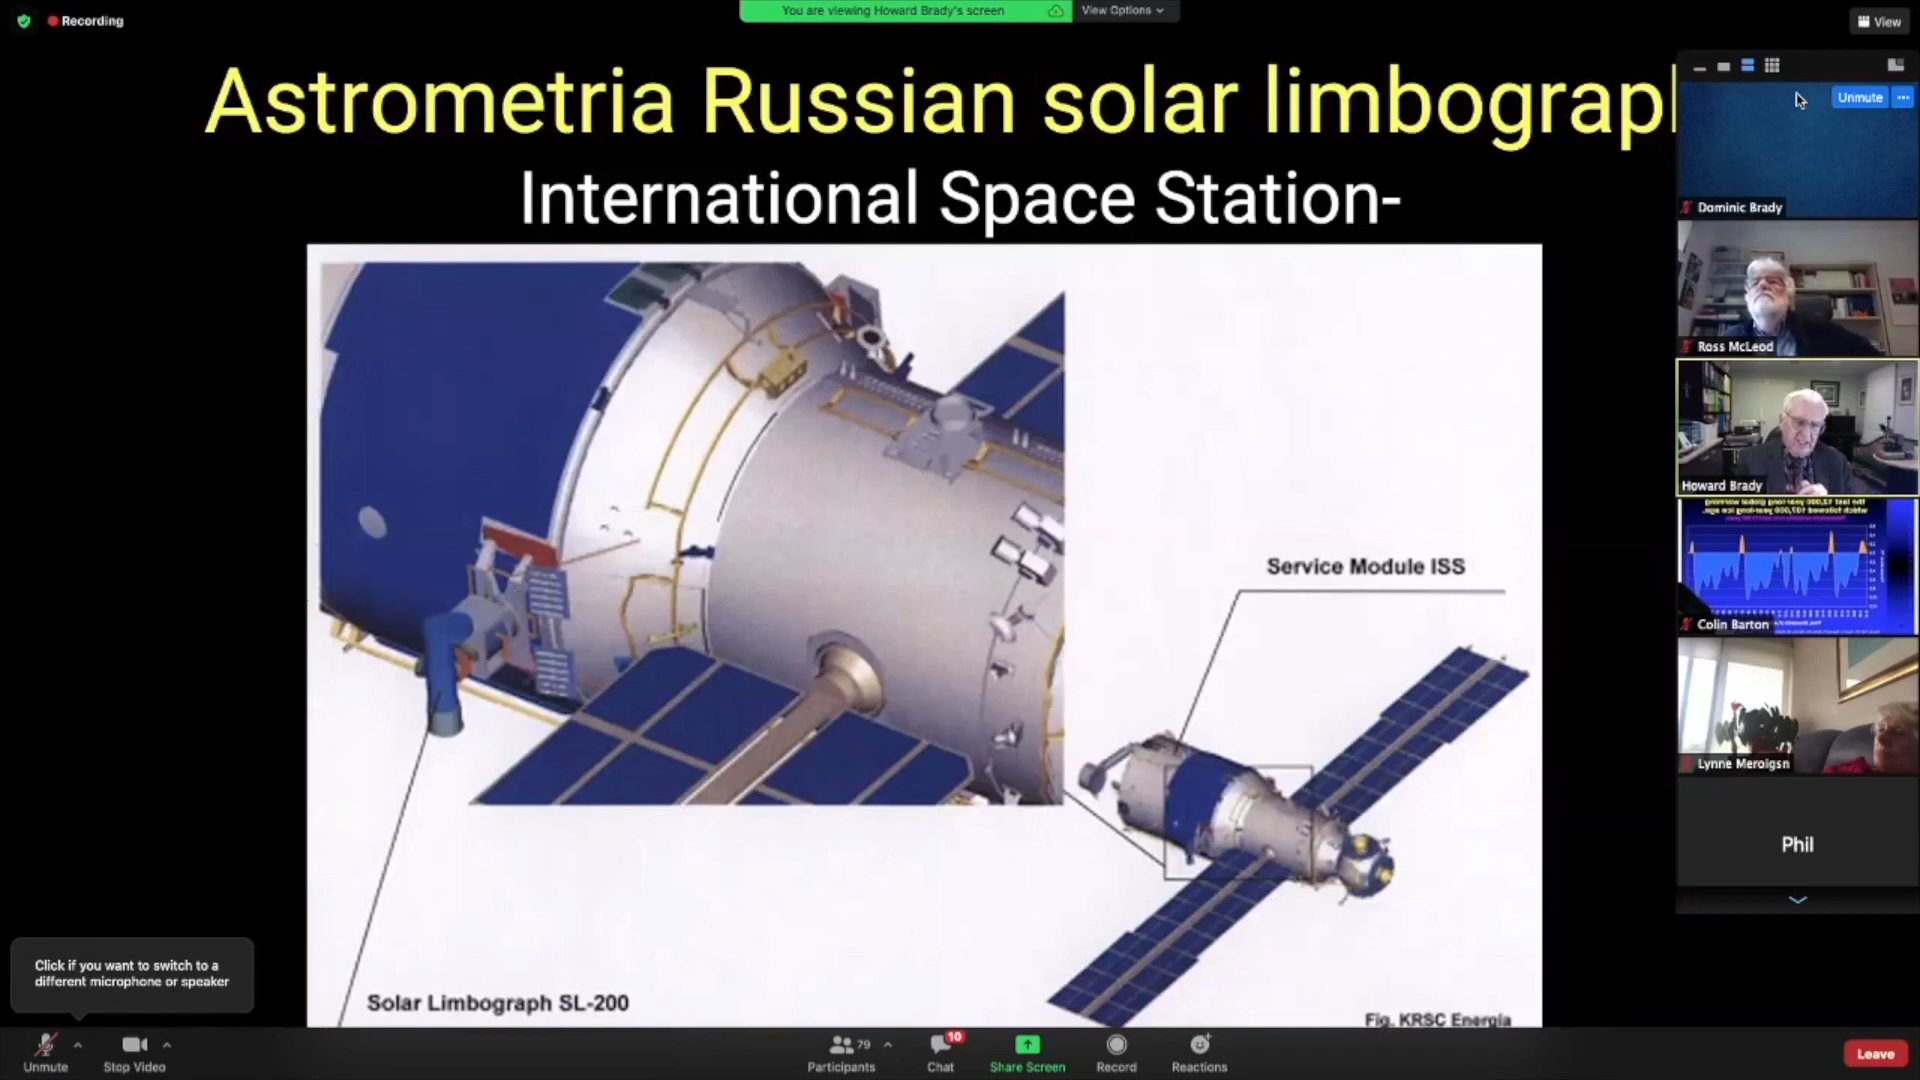 Recording
You are viewing Howard Brady's screen
View Options
View
Astrometria Russian solar limbograp
International Space Station-
Unmute
Dominic Brady
Ross McLeod
Howard Brady
Colin Barton
Lynne Meroigsn
Phil
Service Module ISS
Solar Limbograph SL-200
Fig. KRSC Energia
Click if you want to switch to a
different microphone or speaker
Unmute
Stop Video
79
Participants
10
Chat
Share Screen
Record
Reactions
Leave